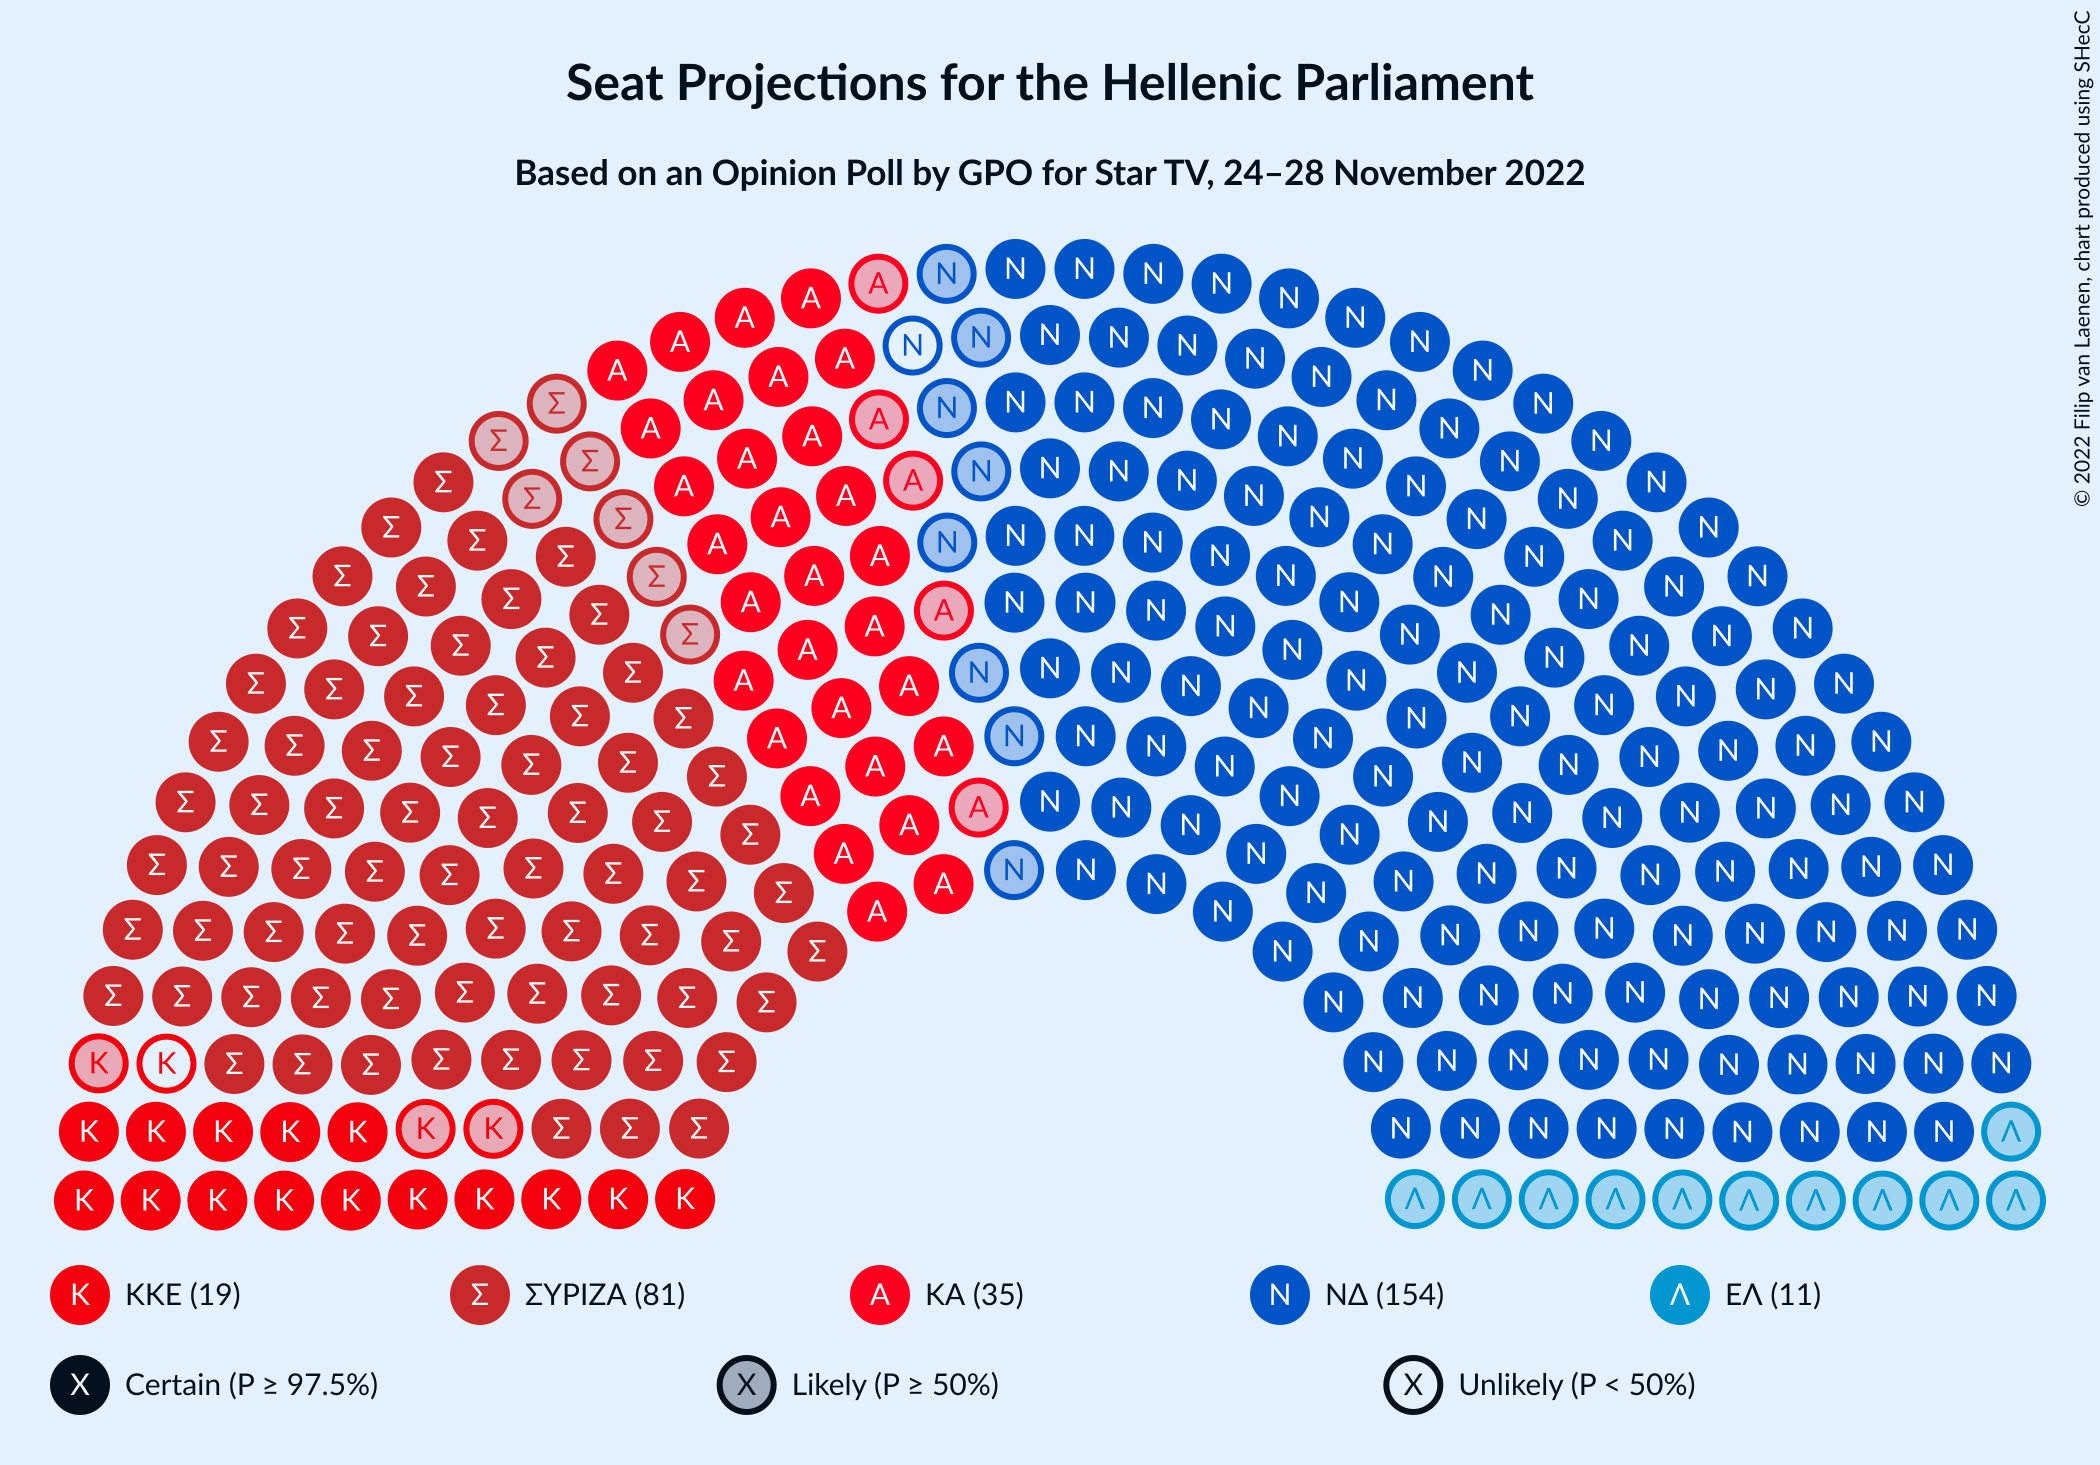 Seat Projections for the Hellenic Parliament
Based on an Opinion Poll by GPO for Star TV, 24–28 November 2022
© 2022 Filip van Laenen, chart produced using SHecC
Κ ΚΚΕ (19) Σ ΣΥΡΙΖΑ (81) Α ΚΑ (35) Ν ΝΔ (154) Λ ΕΛ (11)
X Certain (P ≥ 97.5%) X Likely (P ≥ 50%) X Unlikely (P < 50%)